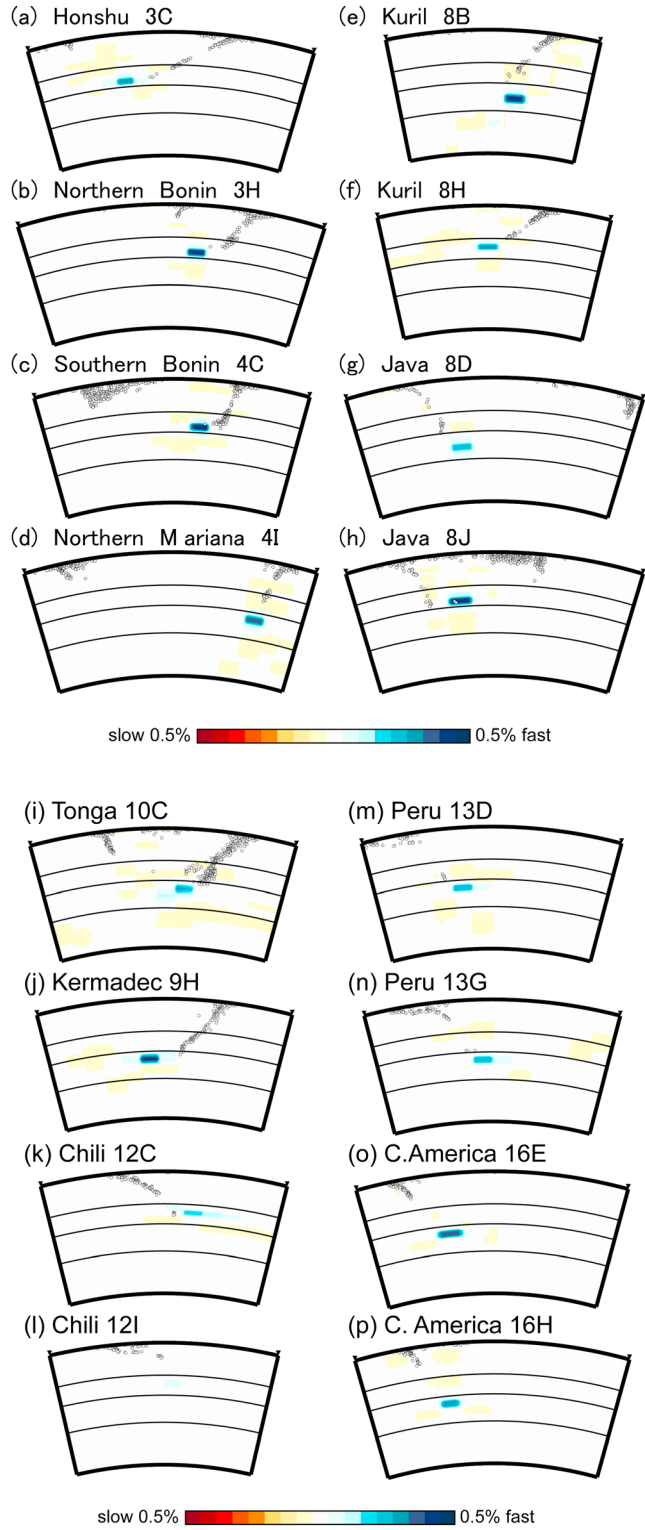 (a) Honshu 3C
(b) Northern Bonin 3H
(c) Southern Bonin 4C
(d) Northern M ariana 4I
(e) Kuril 8B
(f) Kuril 8H
(g) Java 8D
(h) Java 8J
slow 0.5% 0.5% fast
(i) Tonga 10C
(j) Kermadec 9H
(k) Chili 12C
(l) Chili 12I
(m) Peru 13D
(n) Peru 13G
(o) C.America 16E
(p) C. America 16H
slow 0.5% 0.5% fast